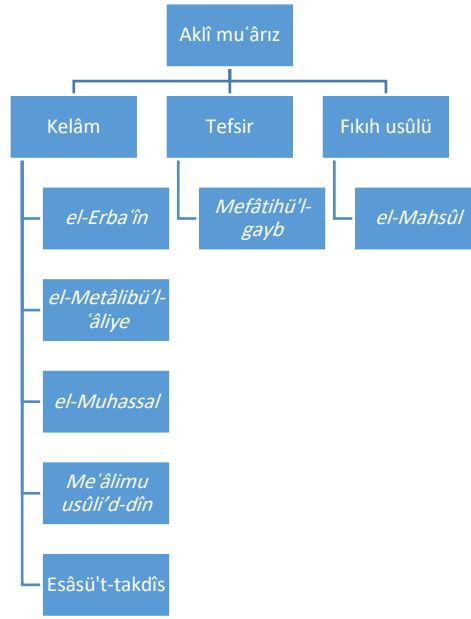 Aklî muʿârız
Kelâm
Tefsir
Fıkıh usûlü
el-Erbaʿîn
Mefâtihü'l-
gayb
el-Mahsûl
el-Metâlibü’l-
ʿâliye
el-Muhassal
Meʿâlimu
usûli’d-dîn
Esâsü't-takdîs